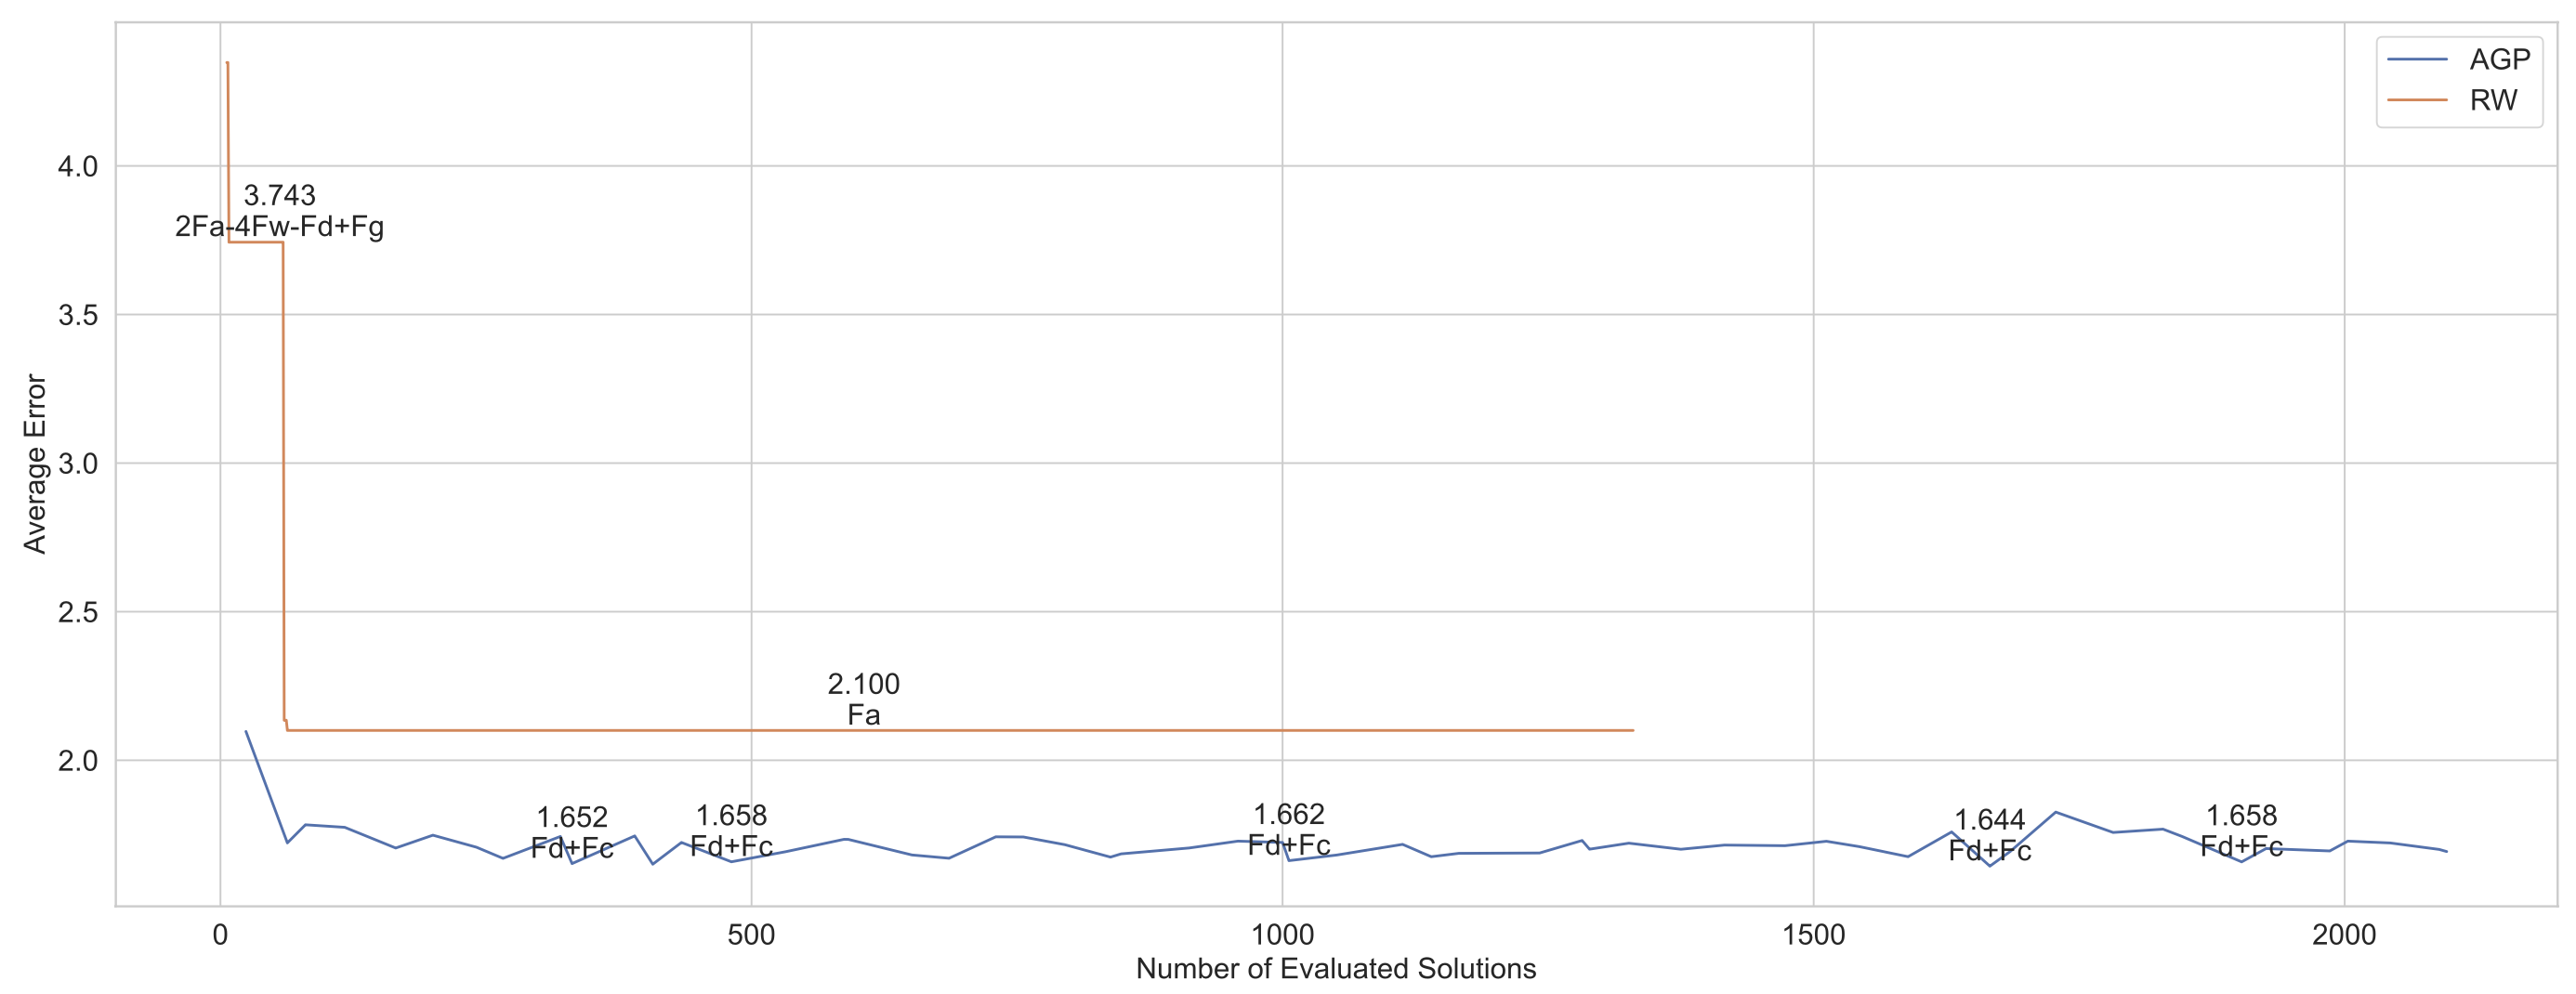 AGP
RW
4.0
3.5
3.0
2.5
2.0
Average Error
3.743
2Fa-4Fw-Fd+Fg
2.100
Fa
1.652
Fd+Fc
1.658
Fd+Fc
1.662
Fd+Fc
1.644
Fd+Fc
1.658
Fd+Fc
0
500
1000
1500
2000
Number of Evaluated Solutions